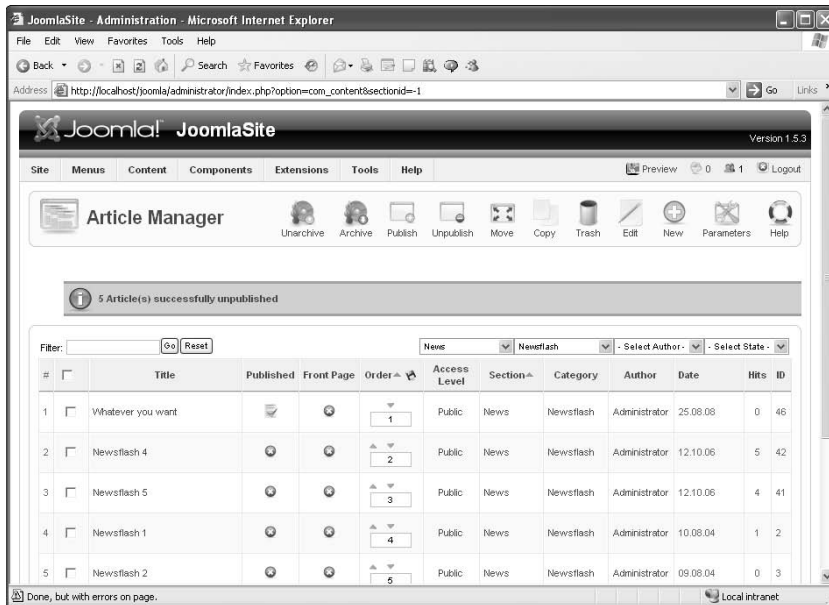 JoomlaSite - Administration - Microsoft Internet Explorer
File Edit View Favorites Tools Help
Back Search Favorites
Address http://localhost/joomla/administrator/index.php?option=com_content&sectionid=-1 Go Links
Joomla! JoomlaSite
Version 1.5.3
Site Menus Content Components Extensions Tools Help Preview 0 1 Logout
Article Manager
Unarchive Archive Publish Unpublish Move Copy Trash Edit New Parameters Help
5 Article(s) successfully unpublished
Filter: Go Reset News Newsflash - Select Author - - Select State -
# Title Published Front Page Order Access Level Section Category Author Date Hits ID
1 Whatever you want 1 Public News Newsflash Administrator 25.08.08 0 46
2 Newsflash 4 2 Public News Newsflash Administrator 12.10.06 5 42
3 Newsflash 5 3 Public News Newsflash Administrator 12.10.06 4 41
4 Newsflash 1 4 Public News Newsflash Administrator 10.08.04 1 2
5 Newsflash 2 5 Public News Newsflash Administrator 09.08.04 0 3
Done, but with errors on page. Local intranet